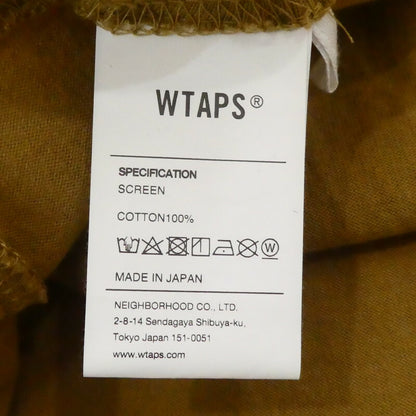 WTAPS®
SPECIFICATION
SCREEN
COTTON100%
MADE IN JAPAN
NEIGHBORHOOD CO., LTD.
2-8-14 Sendagaya Shibuya-ku,
Tokyo Japan 151-0051
www.wtaps.com